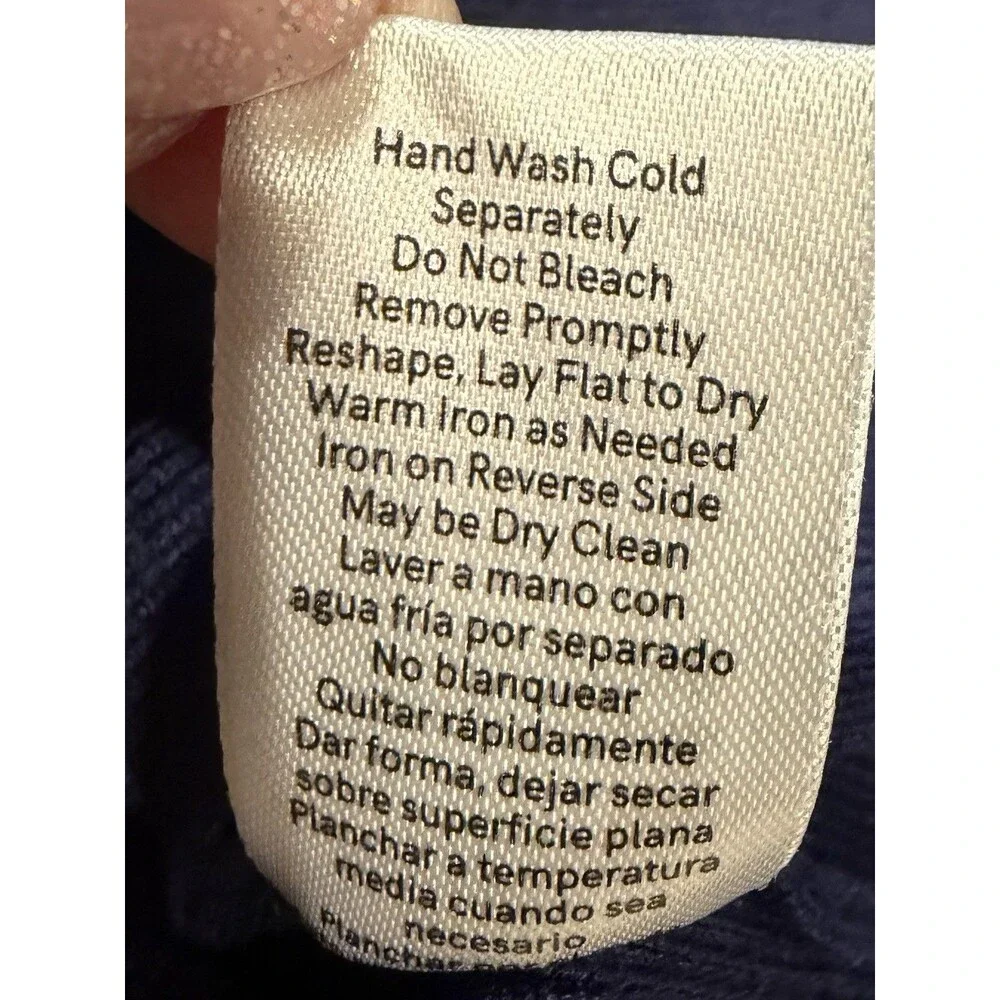 Hand Wash Cold
Separately
Do Not Bleach
Remove Promptly
Reshape, Lay Flat to Dry
Warm Iron as Needed
Iron on Reverse Side
May be Dry Clean
Laver a mano con
agua fría por separado
No blanquear
Quitar rápidamente
Dar forma, dejar secar
sobre superficie plana
Planchar a temperatura
media cuando sea
necesario
Planchar